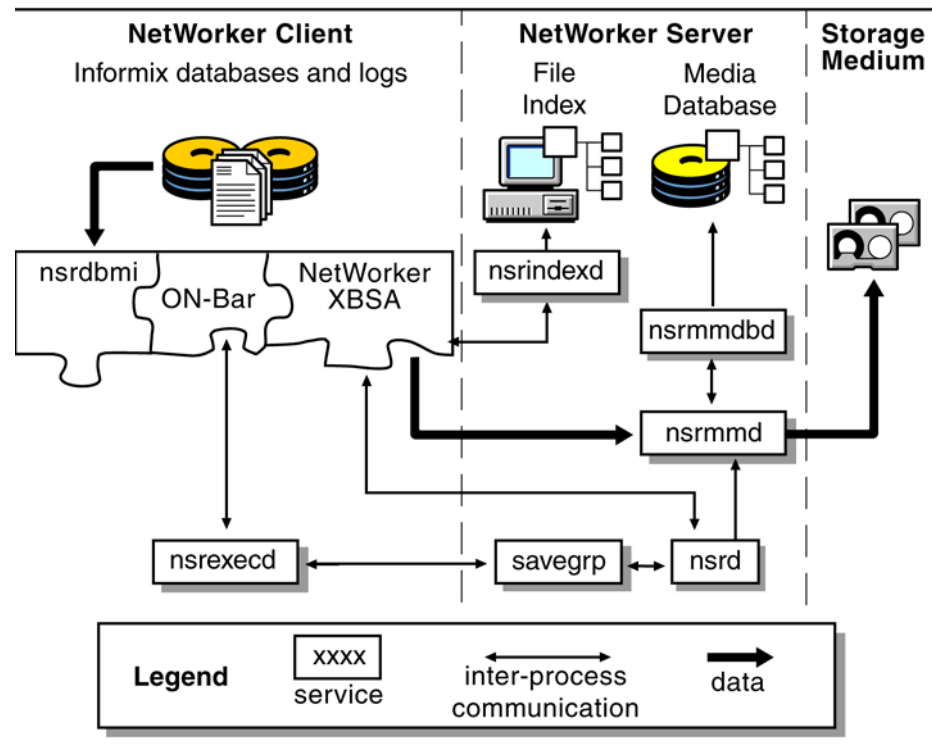 NetWorker Client
Informix databases and logs
NetWorker Server
File
Index
Media
Database
Storage
Medium
nsrdbmi
ON-Bar
NetWorker
XBSA
nsrindexd
nsrmmdbd
nsrmmd
nsrexecd
savegrp
nsrd
Legend
xxxx
service
inter-process
communication
data